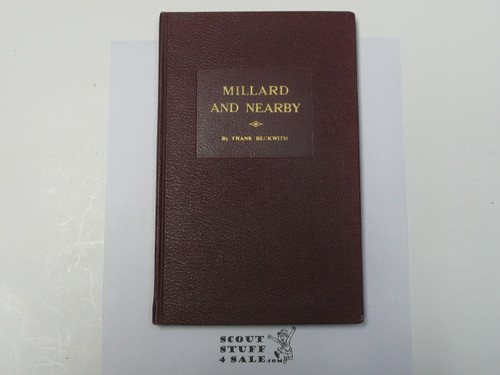 MILLARD
AND NEARBY
By FRANK BECKWITH
SCOUT
STUFF
4 SALE.com